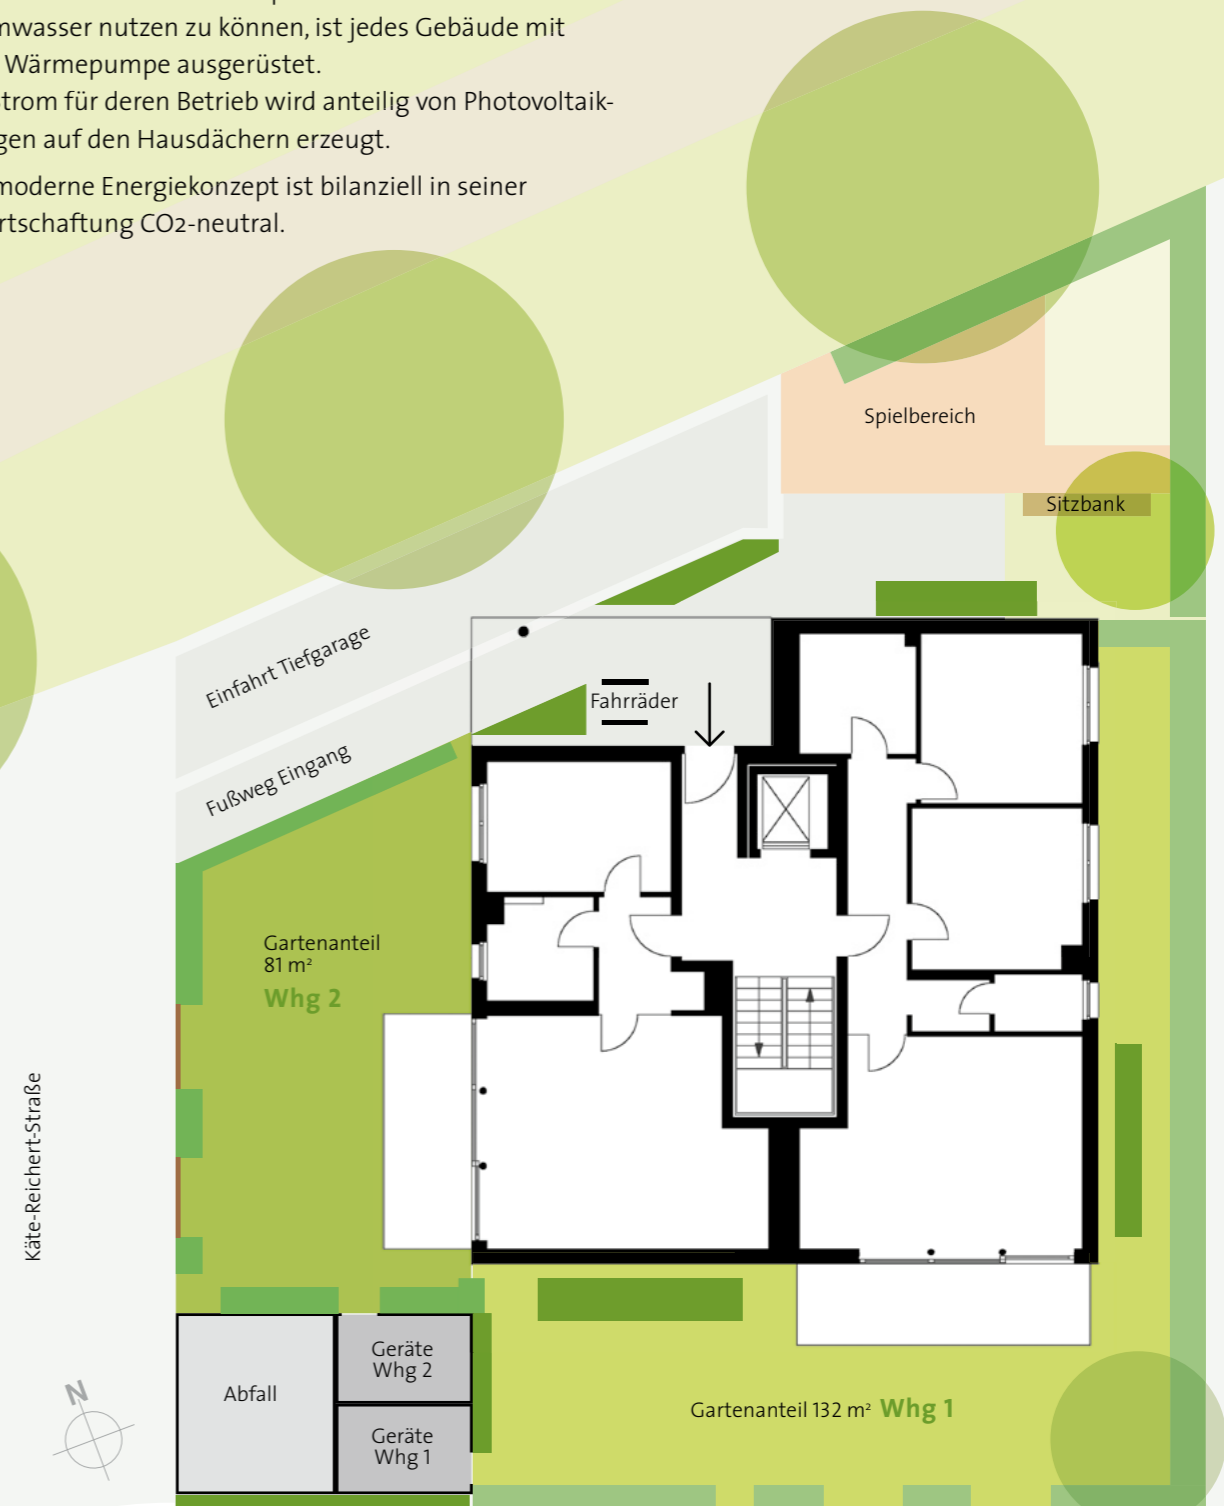 nwasser nutzen zu können, ist jedes Gebäude mit
Wärmepumpe ausgerüstet.
trom für deren Betrieb wird anteilig von Photovoltaik-
gen auf den Hausdächern erzeugt.
moderne Energiekonzept ist bilanziell in seiner
rtschaftung CO2-neutral.
Spielbereich
Sitzbank
Einfahrt Tiefgarage
Fahrräder
Fußweg Eingang
Gartenanteil
81 m²
Whg 2
Käte-Reichert-Straße
Geräte
Whg 2
Abfall
Geräte
Whg 1
Gartenanteil 132 m² Whg 1
N